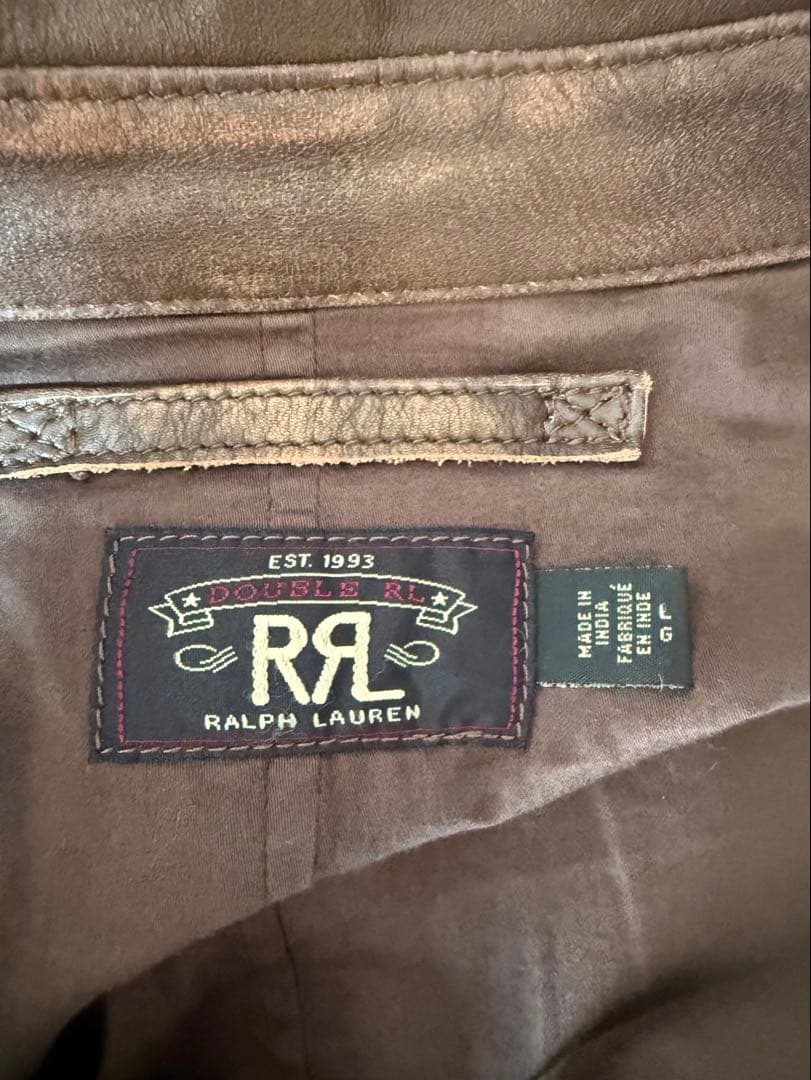 EST. 1993
DOUBLE RL
RRL
RALPH LAUREN
MADE IN
INDIA
FABRIQUÉ
EN INDE